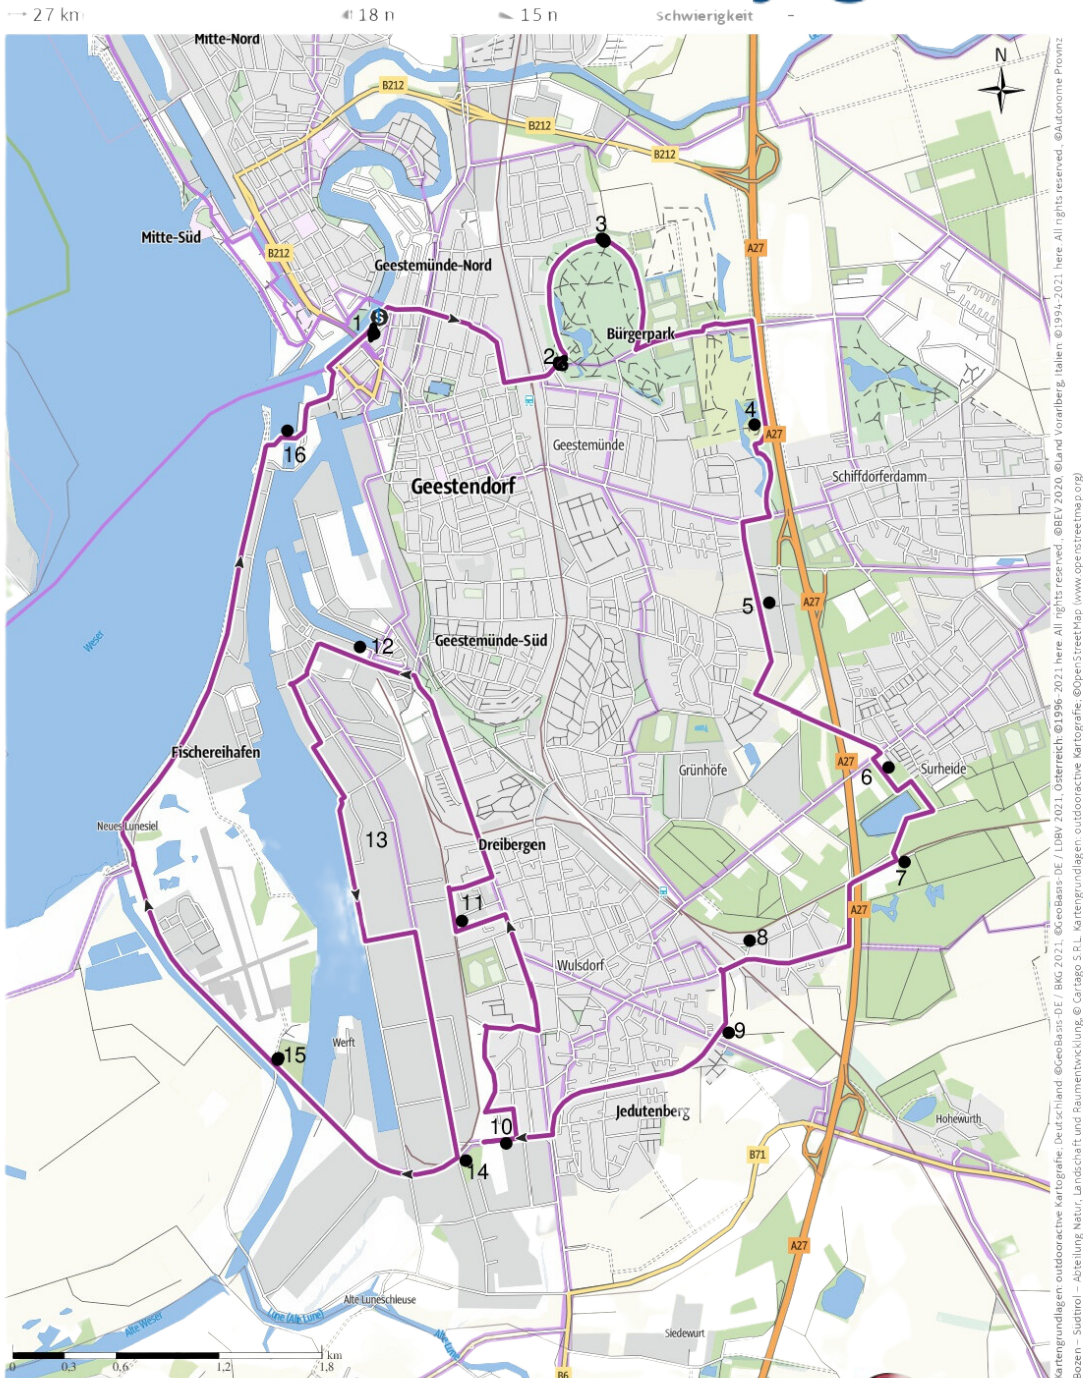 27 km
18 m
15 m
Schwierigkeit
-
Mitte-Nord
N
B212
B212
B212
A27
3
Mitte-Süd
B212
Geestemünde-Nord
1
S
Bürgerpark
2
4
A27
Geestemünde
16
Geestendorf
Schiffdorferdamm
5
A27
Weser
12
Geestemünde-Süd
Fischereihafen
A27
6
Grünhöfe
Surheide
Neues Lunesiel
13
Dreibergen
7
11
A27
8
Wulsdorf
9
Werft
15
Jedutenberg
Hohewurth
10
B71
14
A27
Alte Luneschleuse
Lune (Alte Lune)
Alte Weser
Siedewurt
km
0
0,3
0,6
1,2
1,8
B6
Kartengrundlagen: outdooractive Kartografie; Deutschland: ©GeoBasis-DE / BKG 2021, ©GeoBasis-DE / LDBV 2021, Österreich: ©1996-2021 here. All rights reserved., ©BEV 2020, ©Land Vorarlberg, Italien: ©1994-2021 here. All rights reserved., ©Autonome Provinz
Bozen – Südtirol – Abteilung Natur, Landschaft und Raumentwicklung, © Cartago S.R.L. Kartengrundlagen: outdooractive Kartografie; ©OpenStreetMap (www.openstreetmap.org)